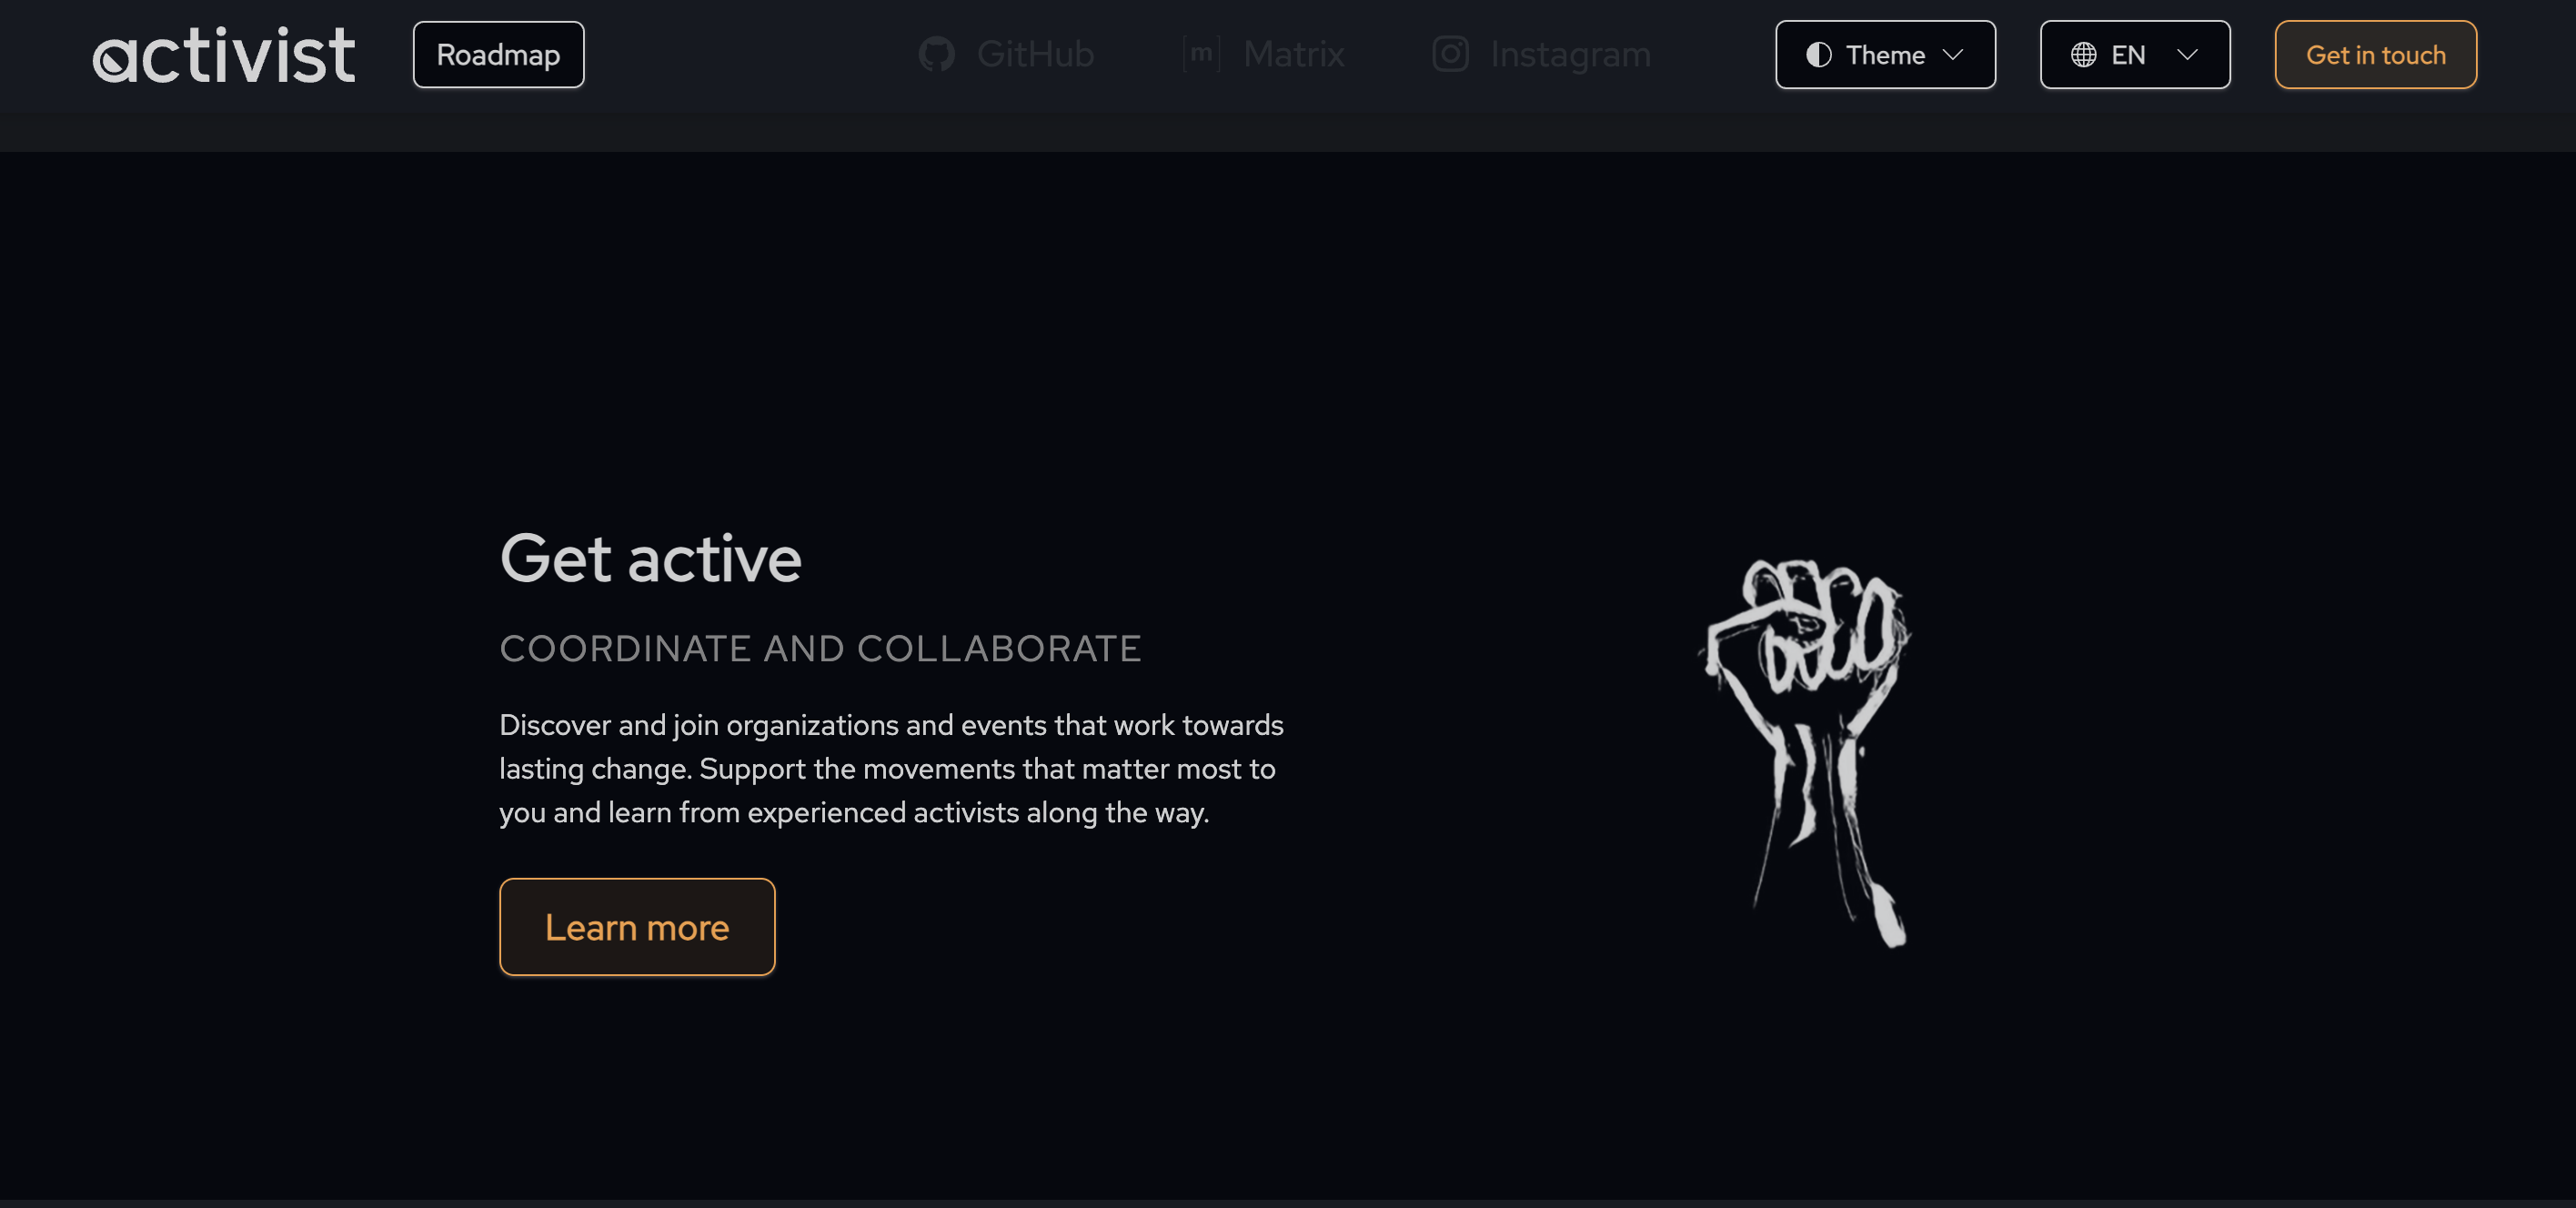 activist
Roadmap
GitHub
[m] Matrix
Instagram
Theme
EN
Get in touch
Get active
COORDINATE AND COLLABORATE
Discover and join organizations and events that work towards
lasting change. Support the movements that matter most to
you and learn from experienced activists along the way.
Learn more